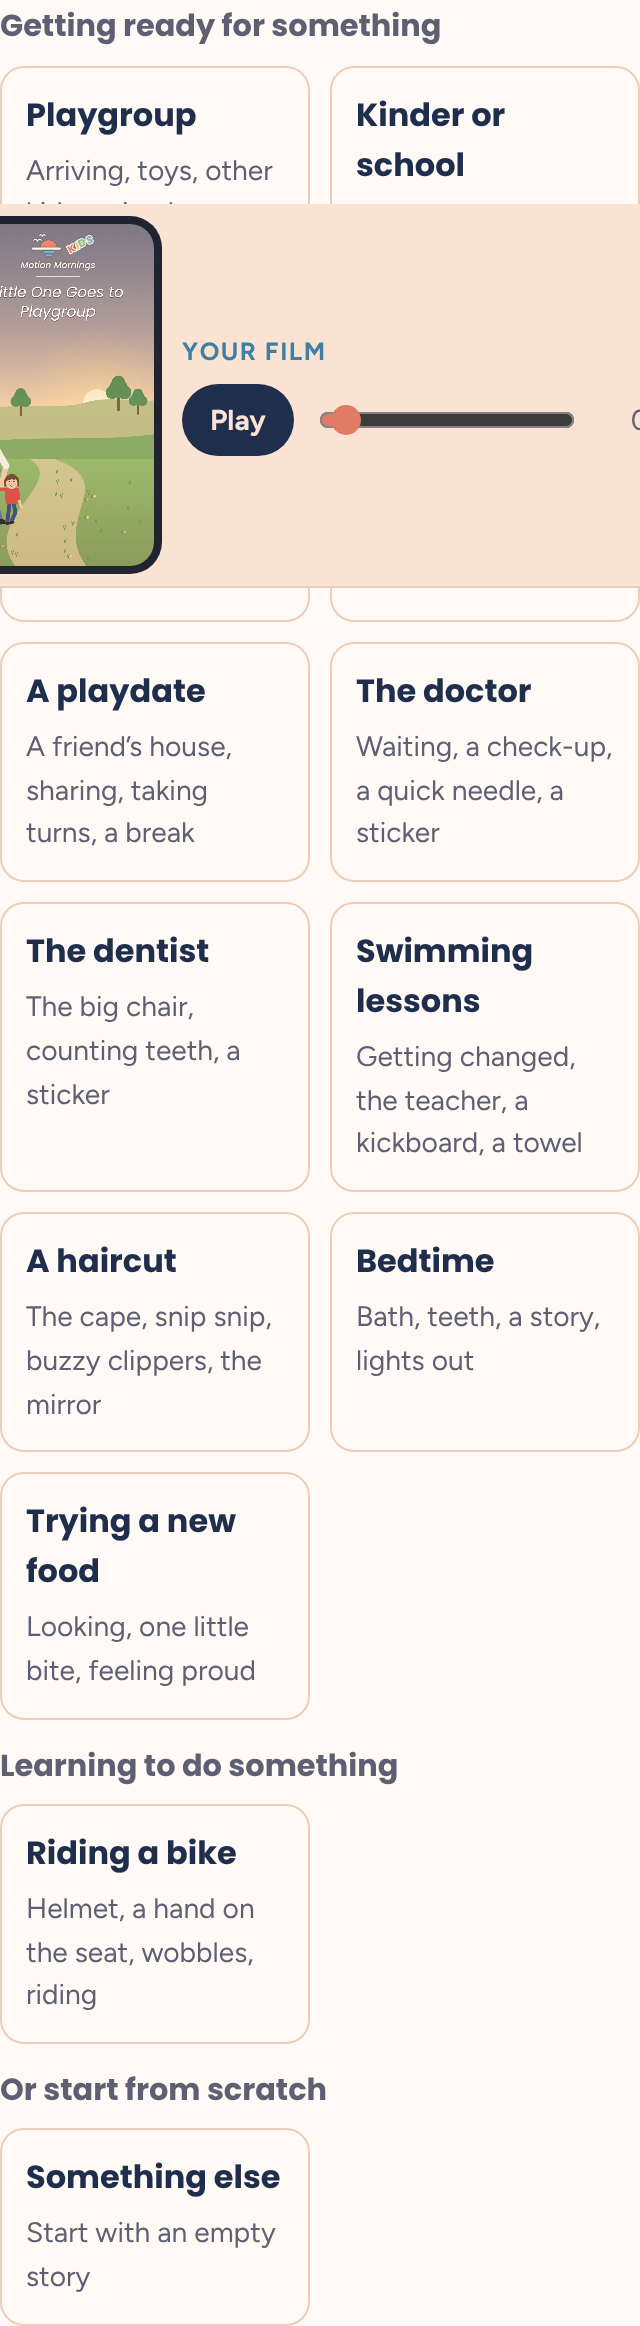 Getting ready for something
Playgroup
Arriving, toys, other
Kinder or
school
KIDS
Motion Mornings
ittle One Goes to
Playgroup
YOUR FILM
Play
A playdate
A friend’s house,
sharing, taking
turns, a break
The doctor
Waiting, a check-up,
a quick needle, a
sticker
The dentist
The big chair,
counting teeth, a
sticker
Swimming
lessons
Getting changed,
the teacher, a
kickboard, a towel
A haircut
The cape, snip snip,
buzzy clippers, the
mirror
Bedtime
Bath, teeth, a story,
lights out
Trying a new
food
Looking, one little
bite, feeling proud
Learning to do something
Riding a bike
Helmet, a hand on
the seat, wobbles,
riding
Or start from scratch
Something else
Start with an empty
story